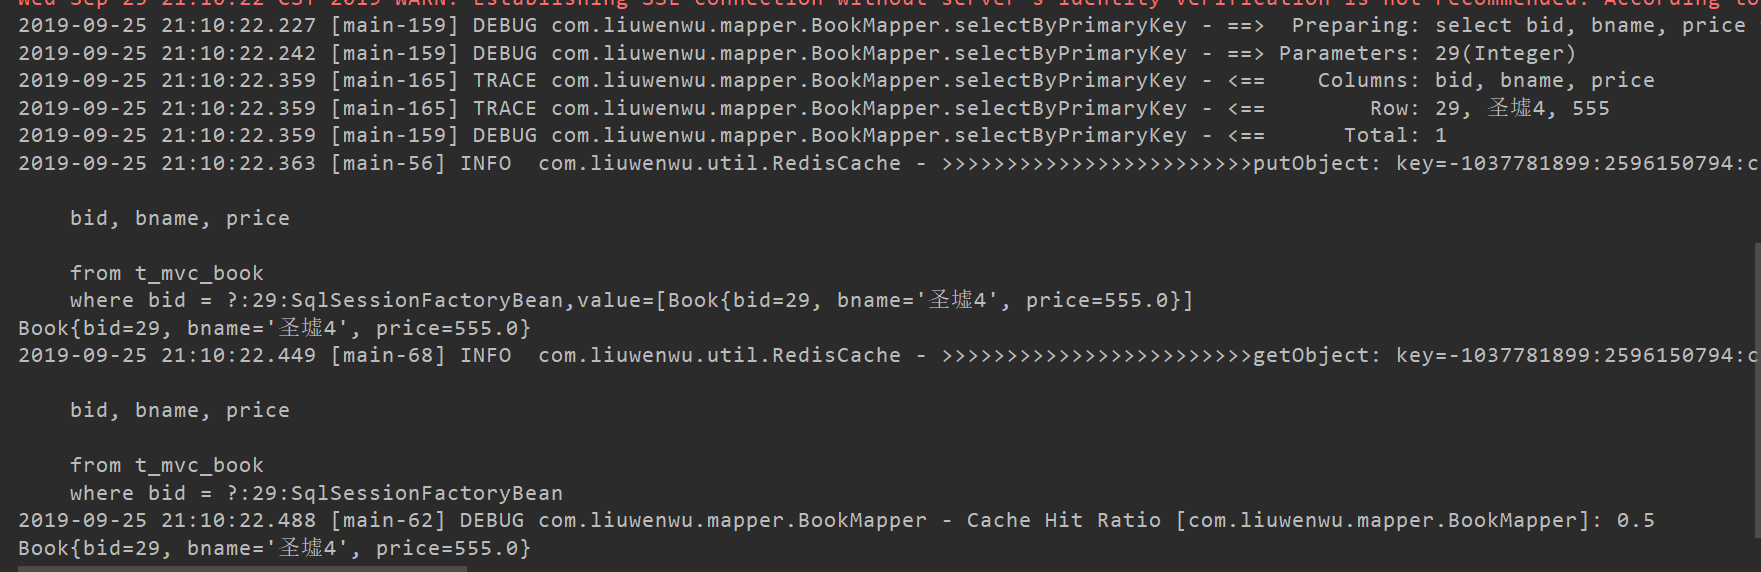 Wed Sep 25 21:10:22 CST 2019 WARN: Establishing SSL connection without server's identity verification is not recommended. According to
2019-09-25 21:10:22.227 [main-159] DEBUG com.liuwenwu.mapper.BookMapper.selectByPrimaryKey - ==>  Preparing: select bid, bname, price
2019-09-25 21:10:22.242 [main-159] DEBUG com.liuwenwu.mapper.BookMapper.selectByPrimaryKey - ==> Parameters: 29(Integer)
2019-09-25 21:10:22.359 [main-165] TRACE com.liuwenwu.mapper.BookMapper.selectByPrimaryKey - <==    Columns: bid, bname, price
2019-09-25 21:10:22.359 [main-165] TRACE com.liuwenwu.mapper.BookMapper.selectByPrimaryKey - <==        Row: 29, 圣墟4, 555
2019-09-25 21:10:22.359 [main-159] DEBUG com.liuwenwu.mapper.BookMapper.selectByPrimaryKey - <==      Total: 1
2019-09-25 21:10:22.363 [main-56] INFO  com.liuwenwu.util.RedisCache - >>>>>>>>>>>>>>>>>>>>>>>>putObject: key=-1037781899:2596150794:c
    bid, bname, price
    from t_mvc_book
    where bid = ?:29:SqlSessionFactoryBean,value=[Book{bid=29, bname='圣墟4', price=555.0}]
Book{bid=29, bname='圣墟4', price=555.0}
2019-09-25 21:10:22.449 [main-68] INFO  com.liuwenwu.util.RedisCache - >>>>>>>>>>>>>>>>>>>>>>>>getObject: key=-1037781899:2596150794:c
    bid, bname, price
    from t_mvc_book
    where bid = ?:29:SqlSessionFactoryBean
2019-09-25 21:10:22.488 [main-62] DEBUG com.liuwenwu.mapper.BookMapper - Cache Hit Ratio [com.liuwenwu.mapper.BookMapper]: 0.5
Book{bid=29, bname='圣墟4', price=555.0}